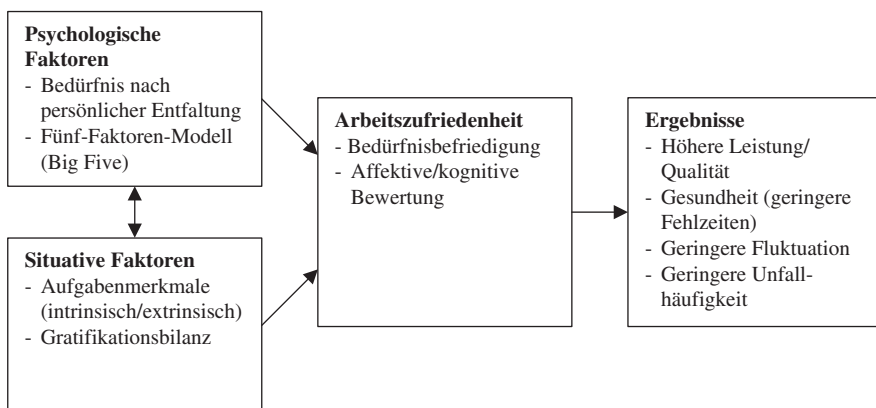 Psychologische
Faktoren
- Bedürfnis nach
persönlicher Entfaltung
- Fünf-Faktoren-Modell
(Big Five)
Situative Faktoren
- Aufgabenmerkmale
(intrinsisch/extrinsisch)
- Gratifikationsbilanz
Arbeitszufriedenheit
- Bedürfnisbefriedigung
- Affektive/kognitive
Bewertung
Ergebnisse
- Höhere Leistung/
Qualität
- Gesundheit (geringere
Fehlzeiten)
- Geringere Fluktuation
- Geringere Unfall-
häufigkeit